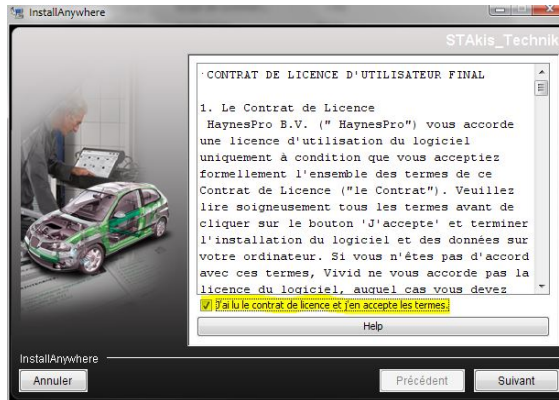 InstallAnywhere
STAkis_Technik
CONTRAT DE LICENCE D'UTILISATEUR FINAL
1. Le Contrat de Licence
HaynesPro B.V. (" HaynesPro") vous accorde
une licence d'utilisation du logiciel
uniquement à condition que vous acceptiez
formellement l'ensemble des termes de ce
Contrat de Licence ("le Contrat"). Veuillez
lire soigneusement tous les termes avant de
cliquer sur le bouton 'J'accepte' et terminer
l'installation du logiciel et des données sur
votre ordinateur. Si vous n'êtes pas d'accord
avec ces termes, Vivid ne vous accorde pas la
licence du logiciel, auquel cas vous devez
J'ai lu le contrat de licence et j'en accepte les termes.
Help
InstallAnywhere
Annuler
Précédent
Suivant